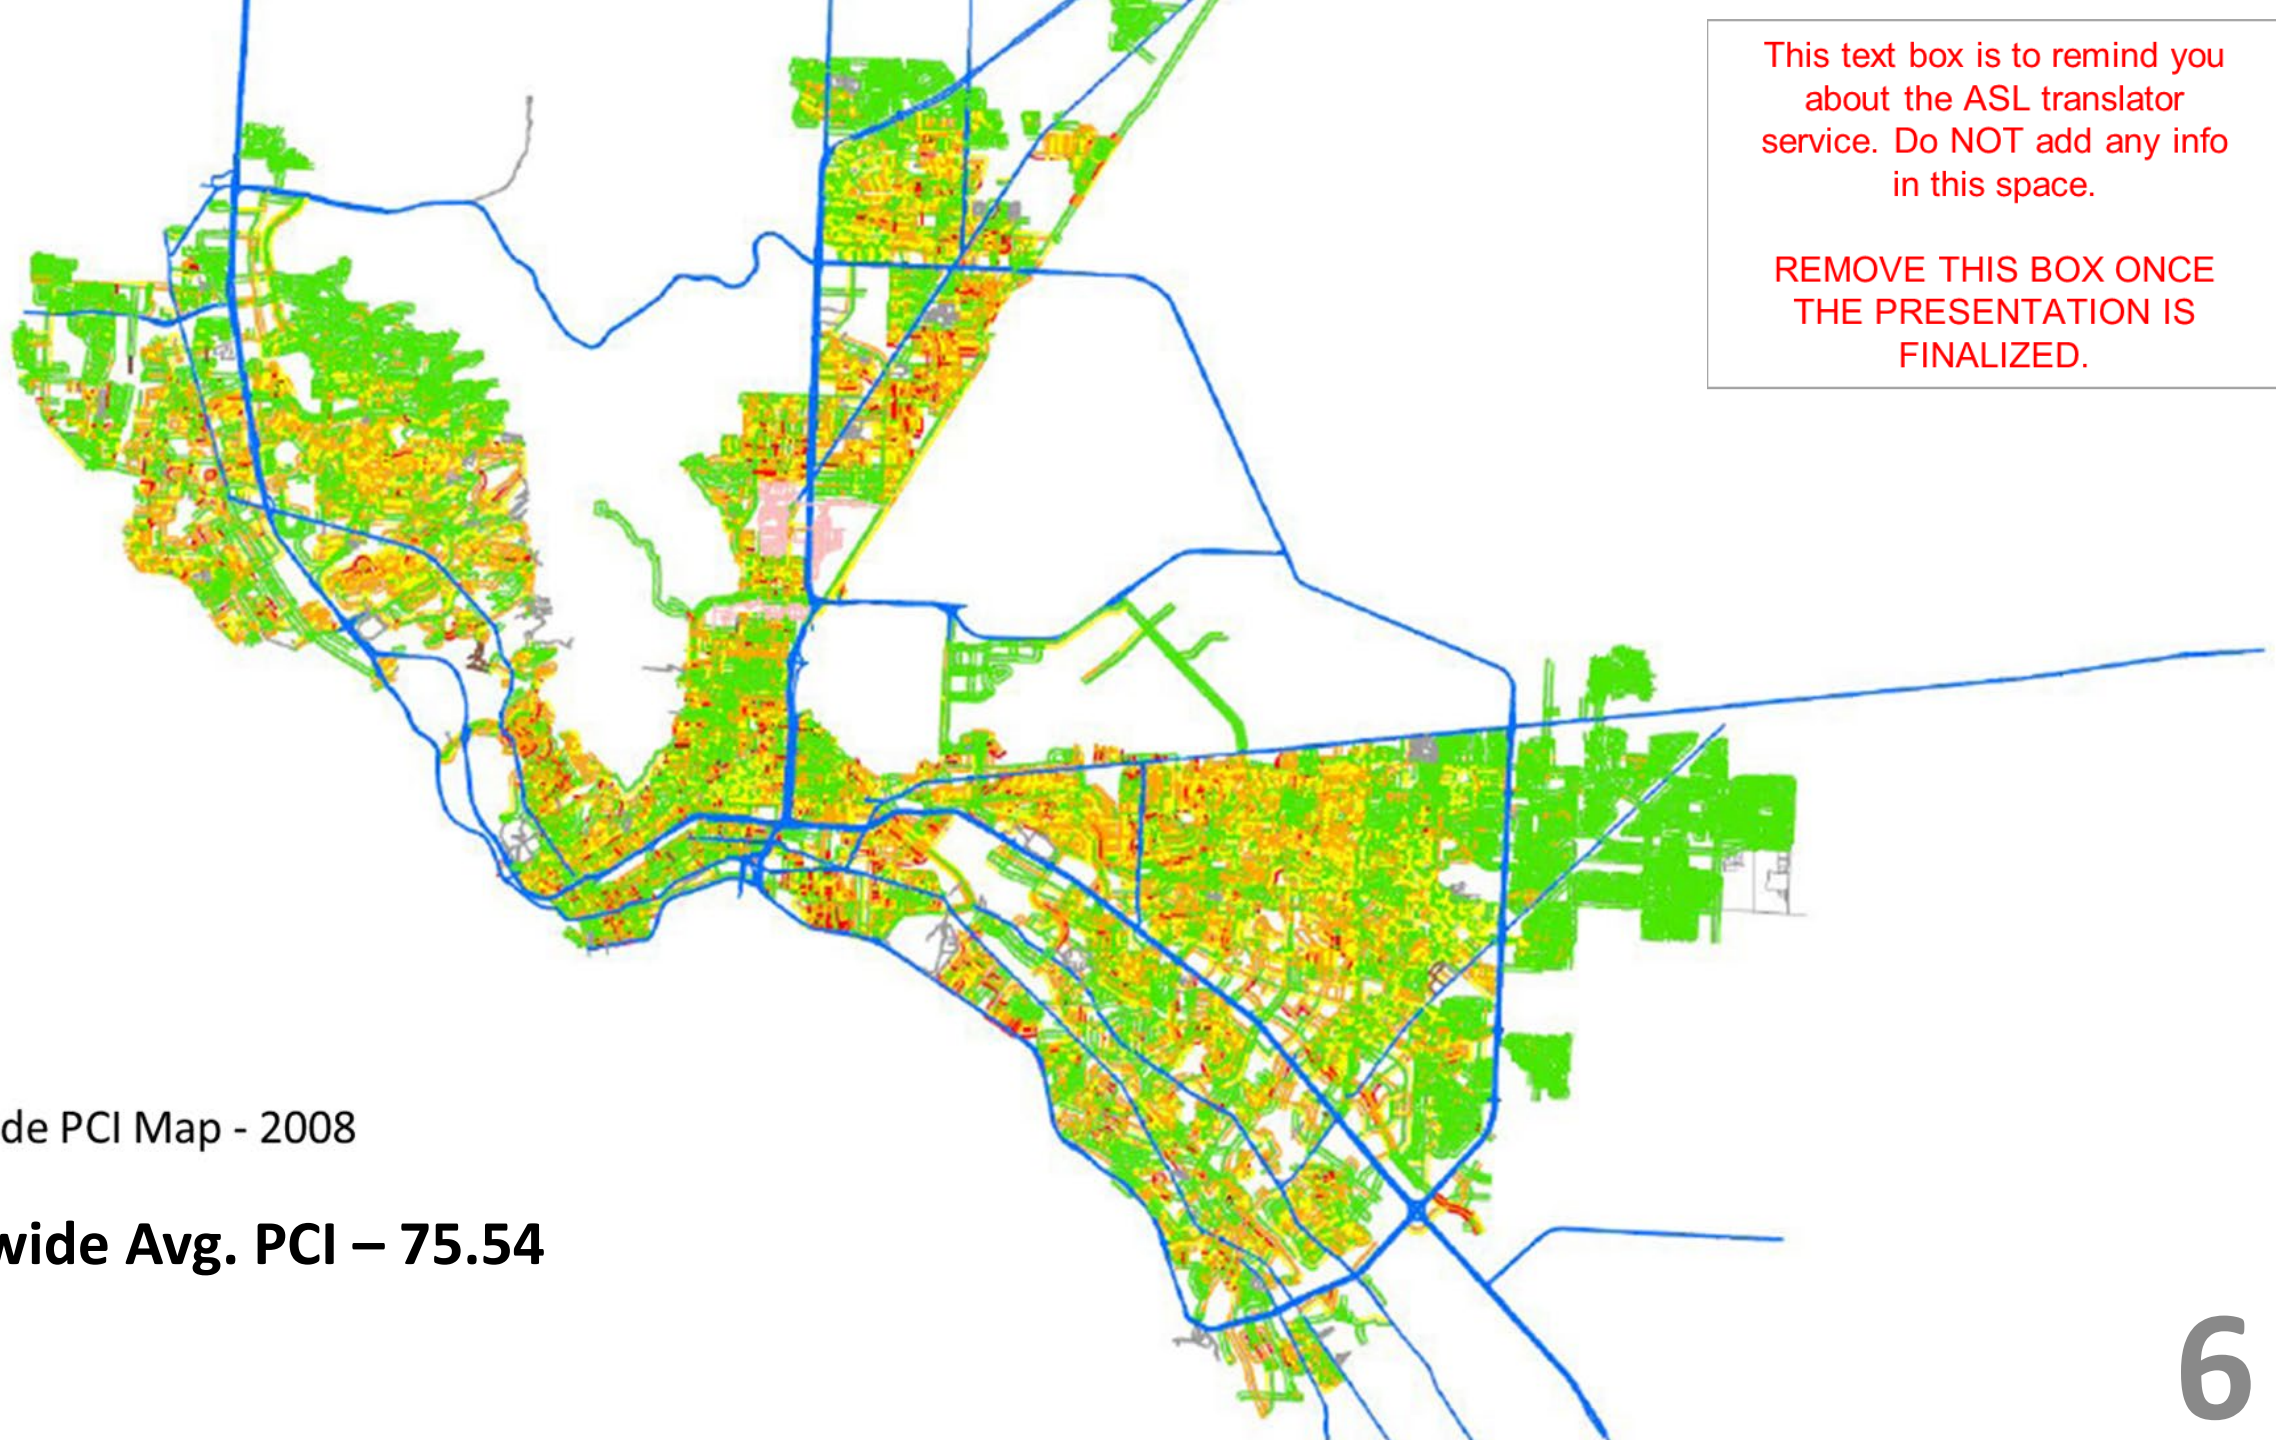 This text box is to remind you
about the ASL translator
service. Do NOT add any info
in this space.
REMOVE THIS BOX ONCE
THE PRESENTATION IS
FINALIZED.
de PCI Map - 2008
wide Avg. PCI – 75.54
6